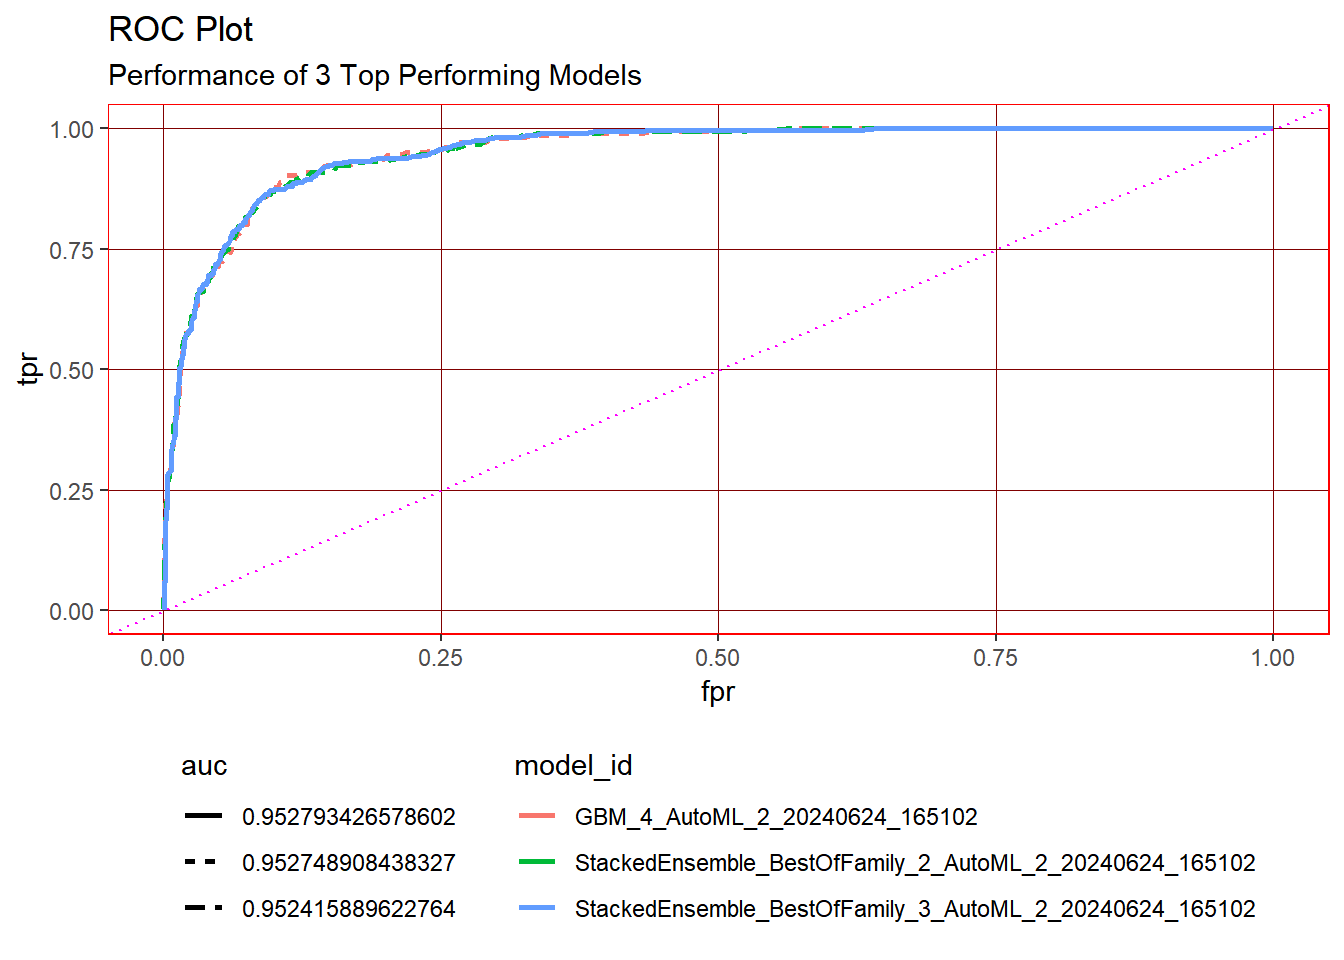 ROC Plot
Performance of 3 Top Performing Models
1.00
0.75
0.50
0.25
0.00
tpr
0.00 0.25 0.50 0.75 1.00
fpr
auc
0.952793426578602
0.952748908438327
0.952415889622764
model_id
GBM_4_AutoML_2_20240624_165102
StackedEnsemble_BestOfFamily_2_AutoML_2_20240624_165102
StackedEnsemble_BestOfFamily_3_AutoML_2_20240624_165102